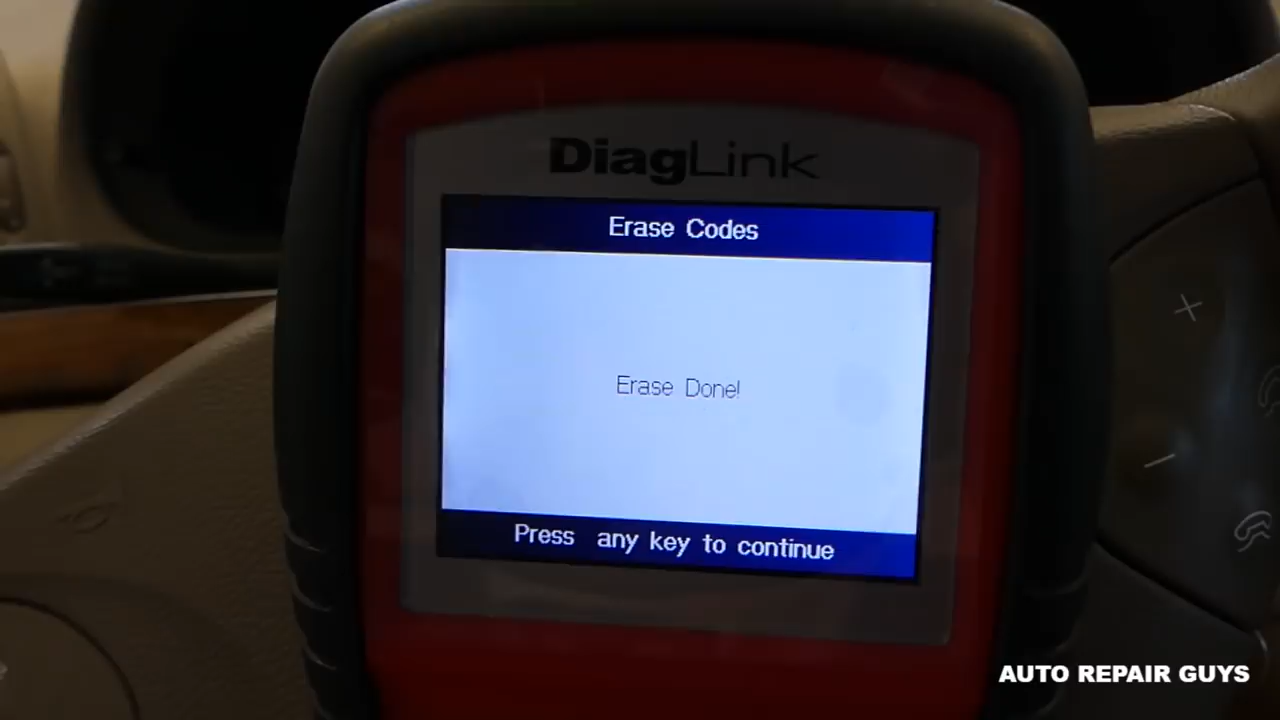 DiagLink
Erase Codes
Erase Done!
Press any key to continue
AUTO REPAIR GUYS